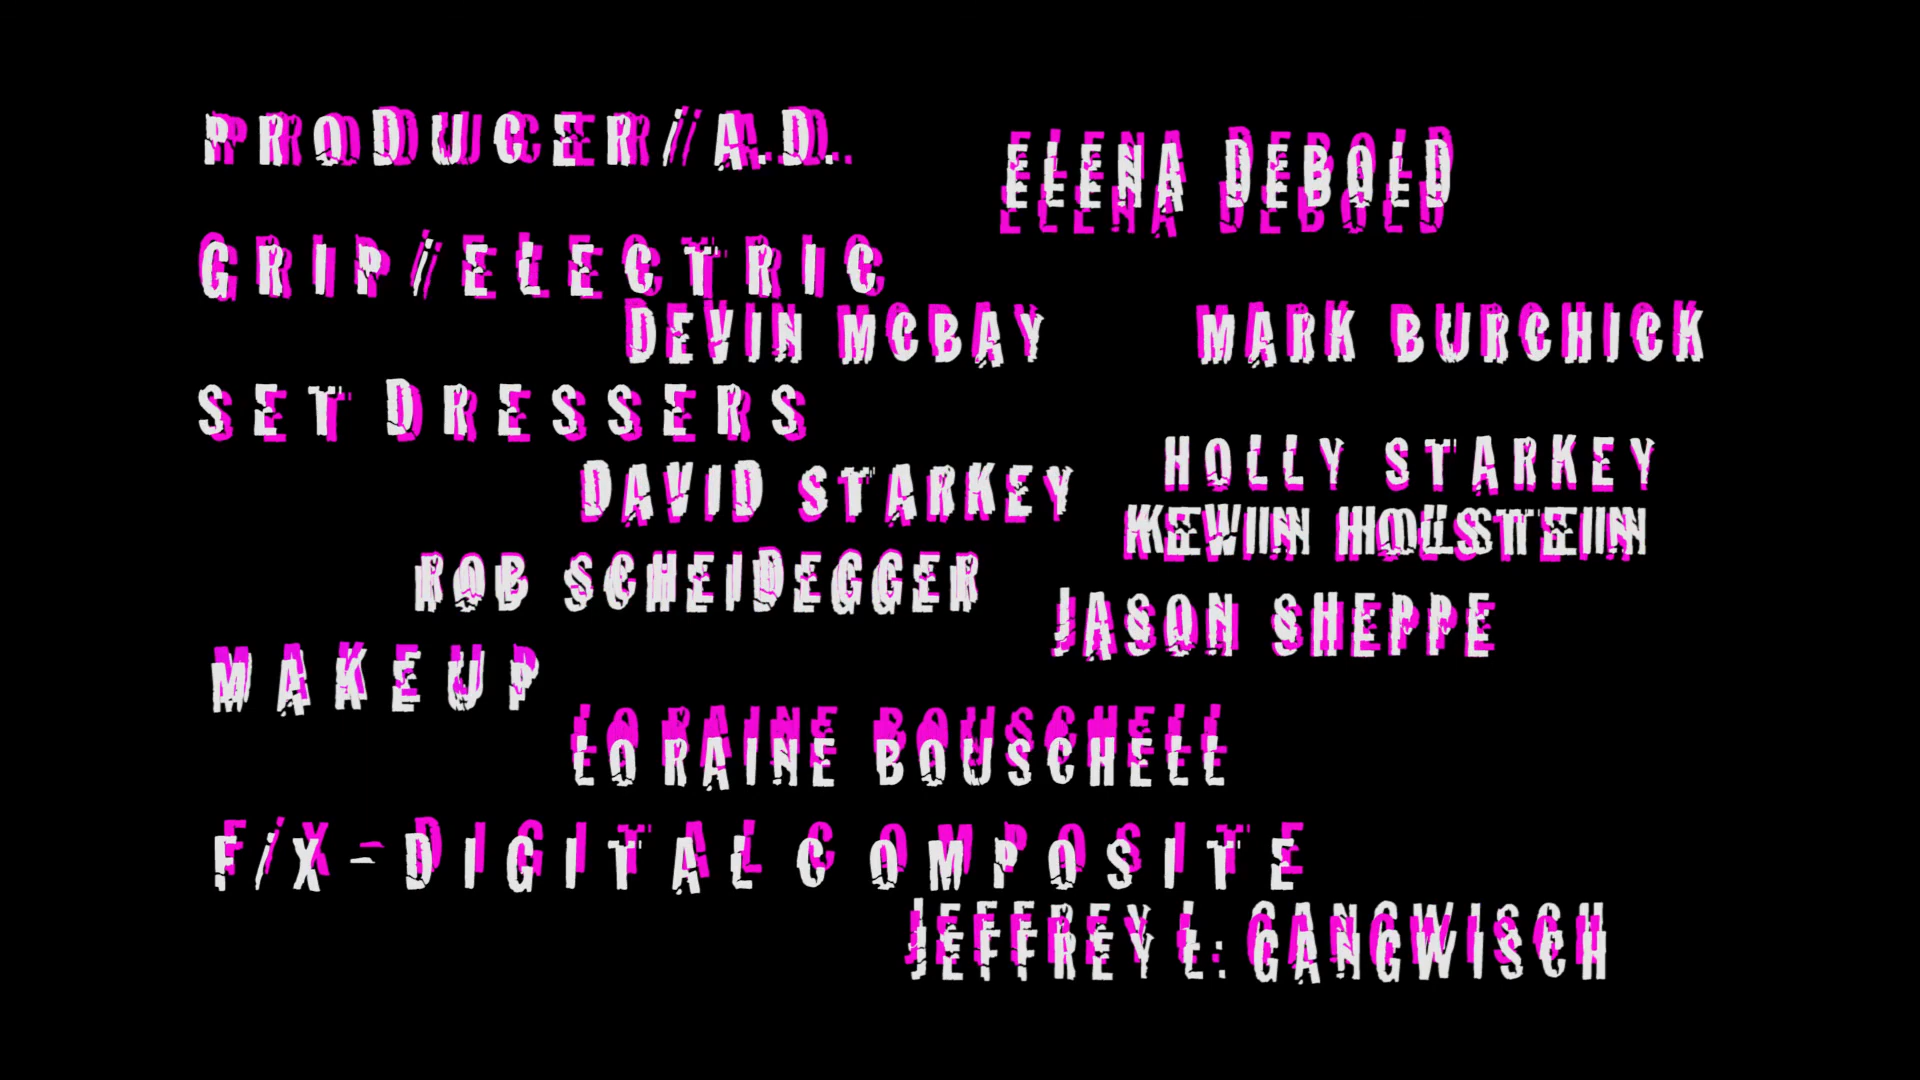 PRODUCER/A.D.
ELENA DEBOLD
GRIP/ELECTRIC
DEVIN MCBAY
MARK BURCHICK
SET DRESSERS
HOLLY STARKEY
DAVID STARKEY
KEVIN HOLSTEIN
ROB SCHEIDEGGER
JASON SHEPPE
MAKEUP
LORAINE BOUSCHELL
F/X - DIGITAL COMPOSITE
JEFFREY L. GANGWISCH